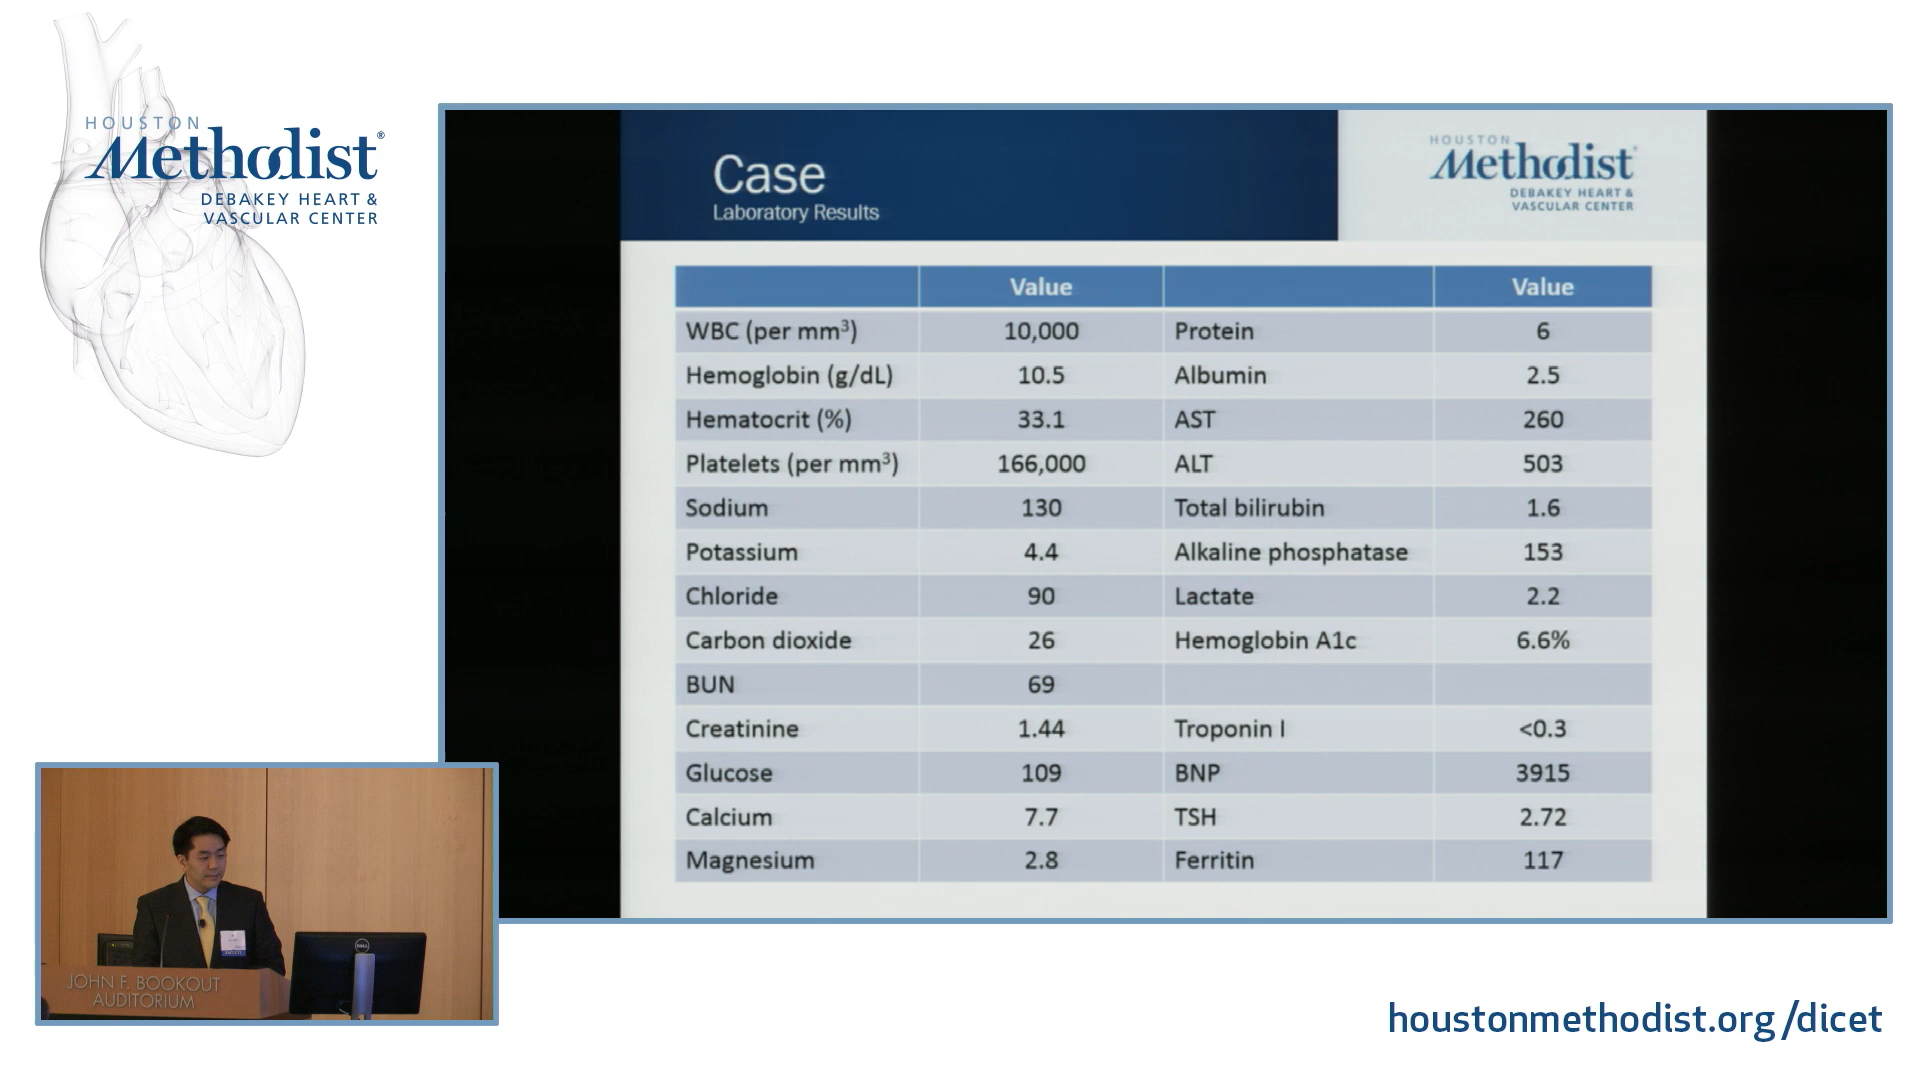 HOUSTON
Methodist®
DEBAKEY HEART &
VASCULAR CENTER
Case
Laboratory Results
HOUSTON
Methodist
DEBAKEY HEART &
VASCULAR CENTER
Value Value
WBC (per mm³) 10,000 Protein 6
Hemoglobin (g/dL) 10.5 Albumin 2.5
Hematocrit (%) 33.1 AST 260
Platelets (per mm³) 166,000 ALT 503
Sodium 130 Total bilirubin 1.6
Potassium 4.4 Alkaline phosphatase 153
Chloride 90 Lactate 2.2
Carbon dioxide 26 Hemoglobin A1c 6.6%
BUN 69
Creatinine 1.44 Troponin I <0.3
Glucose 109 BNP 3915
Calcium 7.7 TSH 2.72
Magnesium 2.8 Ferritin 117
DELL
JOHN F. BOOKOUT
AUDITORIUM
houstonmethodist.org/dicet